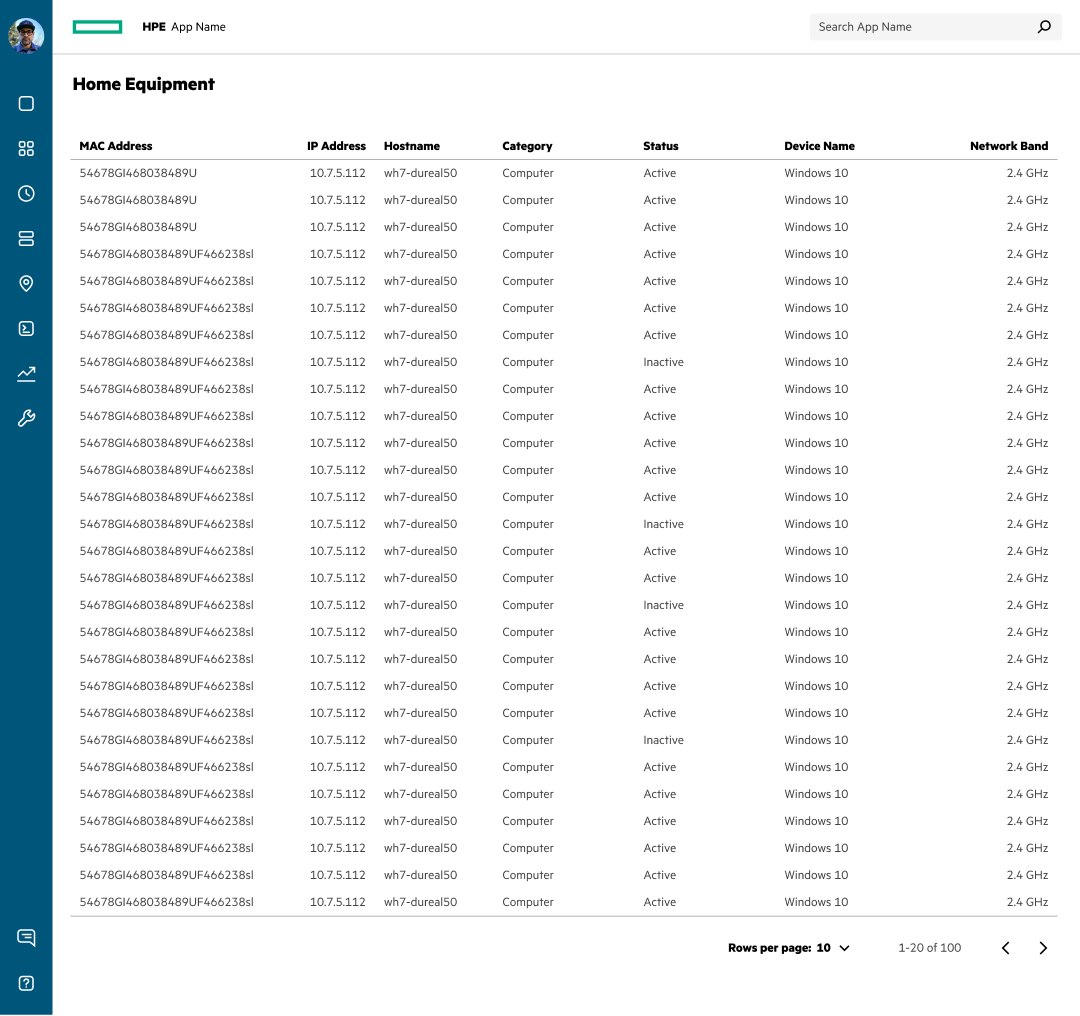 HPE App Name
Search App Name
Home Equipment
MAC Address IP Address Hostname Category Status Device Name Network Band
54678GI468038489U 10.7.5.112 wh7-dureal50 Computer Active Windows 10 2.4 GHz
54678GI468038489U 10.7.5.112 wh7-dureal50 Computer Active Windows 10 2.4 GHz
54678GI468038489U 10.7.5.112 wh7-dureal50 Computer Active Windows 10 2.4 GHz
54678GI468038489UF466238sl 10.7.5.112 wh7-dureal50 Computer Active Windows 10 2.4 GHz
54678GI468038489UF466238sl 10.7.5.112 wh7-dureal50 Computer Active Windows 10 2.4 GHz
54678GI468038489UF466238sl 10.7.5.112 wh7-dureal50 Computer Active Windows 10 2.4 GHz
54678GI468038489UF466238sl 10.7.5.112 wh7-dureal50 Computer Active Windows 10 2.4 GHz
54678GI468038489UF466238sl 10.7.5.112 wh7-dureal50 Computer Inactive Windows 10 2.4 GHz
54678GI468038489UF466238sl 10.7.5.112 wh7-dureal50 Computer Active Windows 10 2.4 GHz
54678GI468038489UF466238sl 10.7.5.112 wh7-dureal50 Computer Active Windows 10 2.4 GHz
54678GI468038489UF466238sl 10.7.5.112 wh7-dureal50 Computer Active Windows 10 2.4 GHz
54678GI468038489UF466238sl 10.7.5.112 wh7-dureal50 Computer Active Windows 10 2.4 GHz
54678GI468038489UF466238sl 10.7.5.112 wh7-dureal50 Computer Active Windows 10 2.4 GHz
54678GI468038489UF466238sl 10.7.5.112 wh7-dureal50 Computer Inactive Windows 10 2.4 GHz
54678GI468038489UF466238sl 10.7.5.112 wh7-dureal50 Computer Active Windows 10 2.4 GHz
54678GI468038489UF466238sl 10.7.5.112 wh7-dureal50 Computer Active Windows 10 2.4 GHz
54678GI468038489UF466238sl 10.7.5.112 wh7-dureal50 Computer Inactive Windows 10 2.4 GHz
54678GI468038489UF466238sl 10.7.5.112 wh7-dureal50 Computer Active Windows 10 2.4 GHz
54678GI468038489UF466238sl 10.7.5.112 wh7-dureal50 Computer Active Windows 10 2.4 GHz
54678GI468038489UF466238sl 10.7.5.112 wh7-dureal50 Computer Active Windows 10 2.4 GHz
54678GI468038489UF466238sl 10.7.5.112 wh7-dureal50 Computer Active Windows 10 2.4 GHz
54678GI468038489UF466238sl 10.7.5.112 wh7-dureal50 Computer Inactive Windows 10 2.4 GHz
54678GI468038489UF466238sl 10.7.5.112 wh7-dureal50 Computer Active Windows 10 2.4 GHz
54678GI468038489UF466238sl 10.7.5.112 wh7-dureal50 Computer Active Windows 10 2.4 GHz
54678GI468038489UF466238sl 10.7.5.112 wh7-dureal50 Computer Active Windows 10 2.4 GHz
54678GI468038489UF466238sl 10.7.5.112 wh7-dureal50 Computer Active Windows 10 2.4 GHz
54678GI468038489UF466238sl 10.7.5.112 wh7-dureal50 Computer Active Windows 10 2.4 GHz
54678GI468038489UF466238sl 10.7.5.112 wh7-dureal50 Computer Active Windows 10 2.4 GHz
Rows per page: 10 1-20 of 100